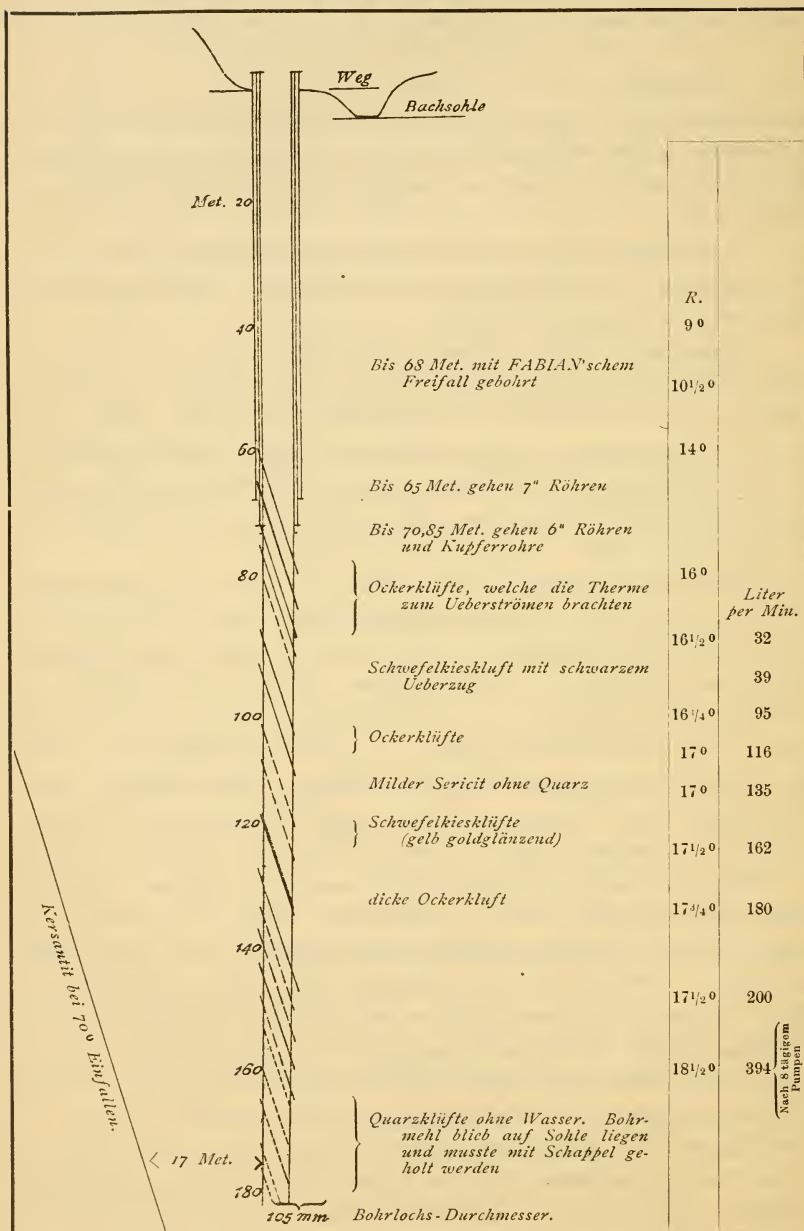 Weg
Bachsohle
Met. 20
R.
9⁰
40
Bis 68 Met. mit FABIAN'schem
Freifall gebohrt
10¹/₂⁰
60
14⁰
Bis 65 Met. gehen 7" Röhren
Bis 70,85 Met. gehen 6" Röhren
und Kupferrohre
80
16⁰
Ockerklüfte, welche die Therme
zum Ueberströmen brachten
Liter
per Min.
16¹/₂⁰ 32
Schwefelkieskluft mit schwarzem
Ueberzug
39
100
16¹/₄⁰ 95
Ockerklüfte
17⁰ 116
Milder Sericit ohne Quarz
17⁰ 135
120
Schwefelkiesklüfte
(gelb goldglänzend)
17¹/₂⁰ 162
dicke Ockerkluft
17³/₄⁰ 180
140
17¹/₂⁰ 200
Kersantit bei 70⁰ Einfallen.
160
18¹/₂⁰ 394
Nach 8 tägigem
Pumpen
Quarzklüfte ohne Wasser. Bohr-
mehl blieb auf Sohle liegen
und musste mit Schappel ge-
holt werden
17 Met.
180
105 mm. Bohrlochs-Durchmesser.